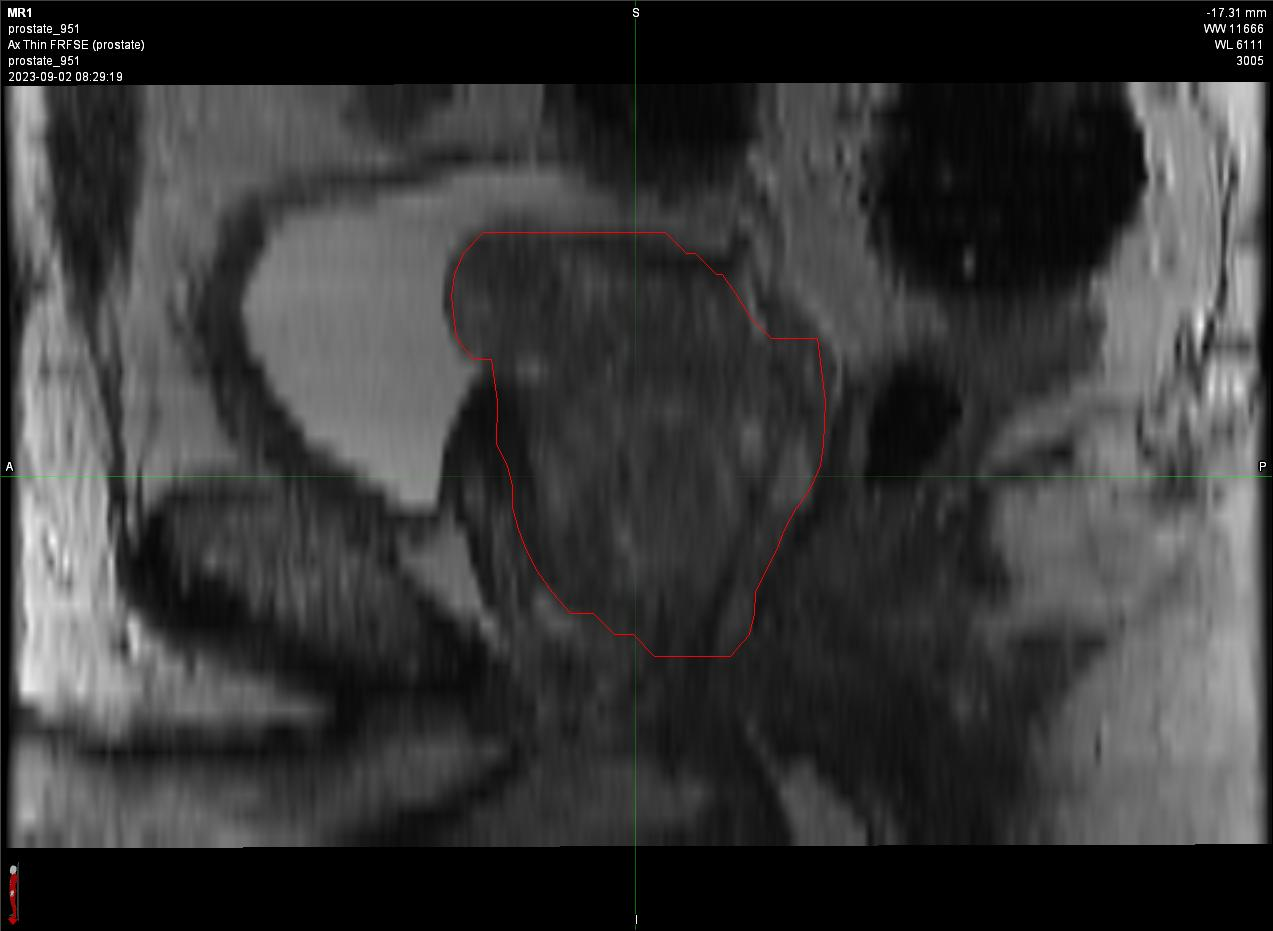 MR1
prostate_951
Ax Thin FRFSE (prostate)
prostate_951
2023-09-02 08:29:19
S
-17.31 mm
WW 11666
WL 6111
3005
A
P
I